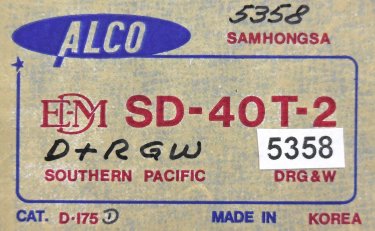 ALCO
5358
SAMHONGSA
EMD SD-40T-2
D+RGW
5358
SOUTHERN PACIFIC DRG&W
CAT. D-175 D MADE IN KOREA